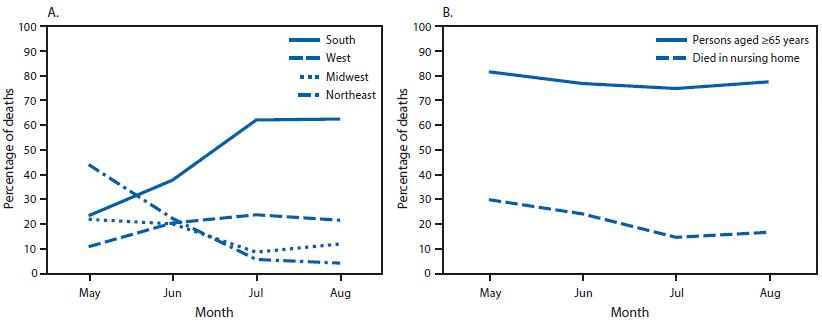 A.
Percentage of deaths
100
90
80
70
60
50
40
30
20
10
0
South
West
Midwest
Northeast
May Jun Jul Aug
Month
B.
Percentage of deaths
100
90
80
70
60
50
40
30
20
10
0
Persons aged ≥65 years
Died in nursing home
May Jun Jul Aug
Month